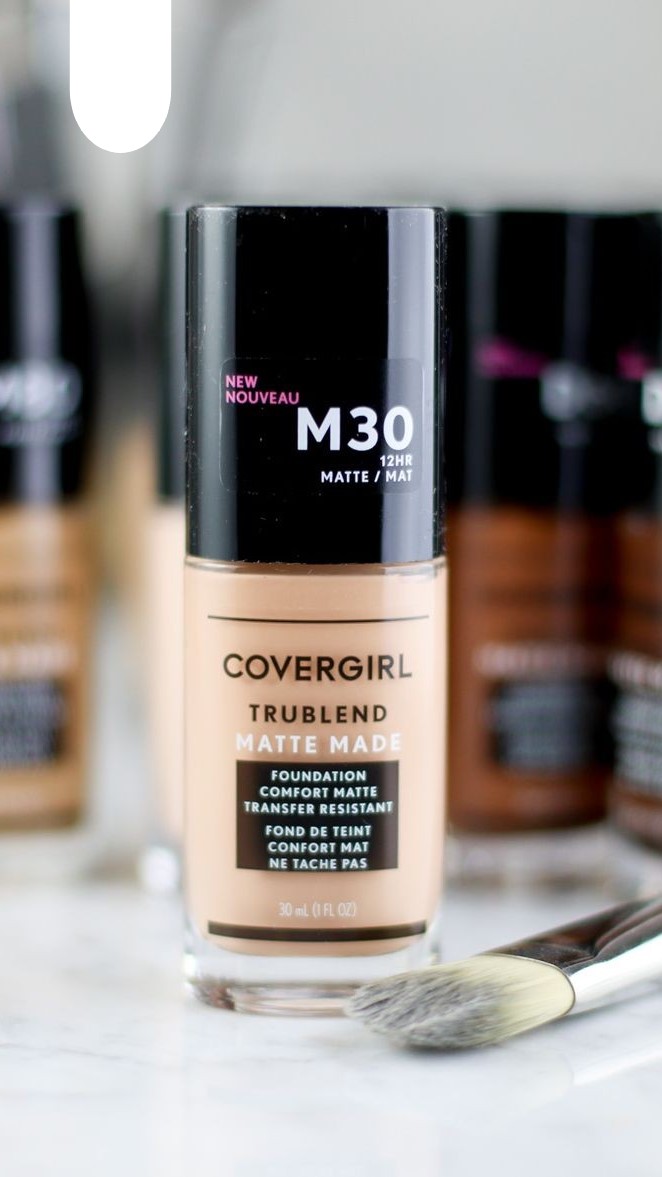 NEW
NOUVEAU
M30
12HR
MATTE / MAT
COVERGIRL
TRUBLEND
MATTE MADE
FOUNDATION
COMFORT MATTE
TRANSFER RESISTANT
FOND DE TEINT
CONFORT MAT
NE TACHE PAS
30 mL (1 FL OZ)